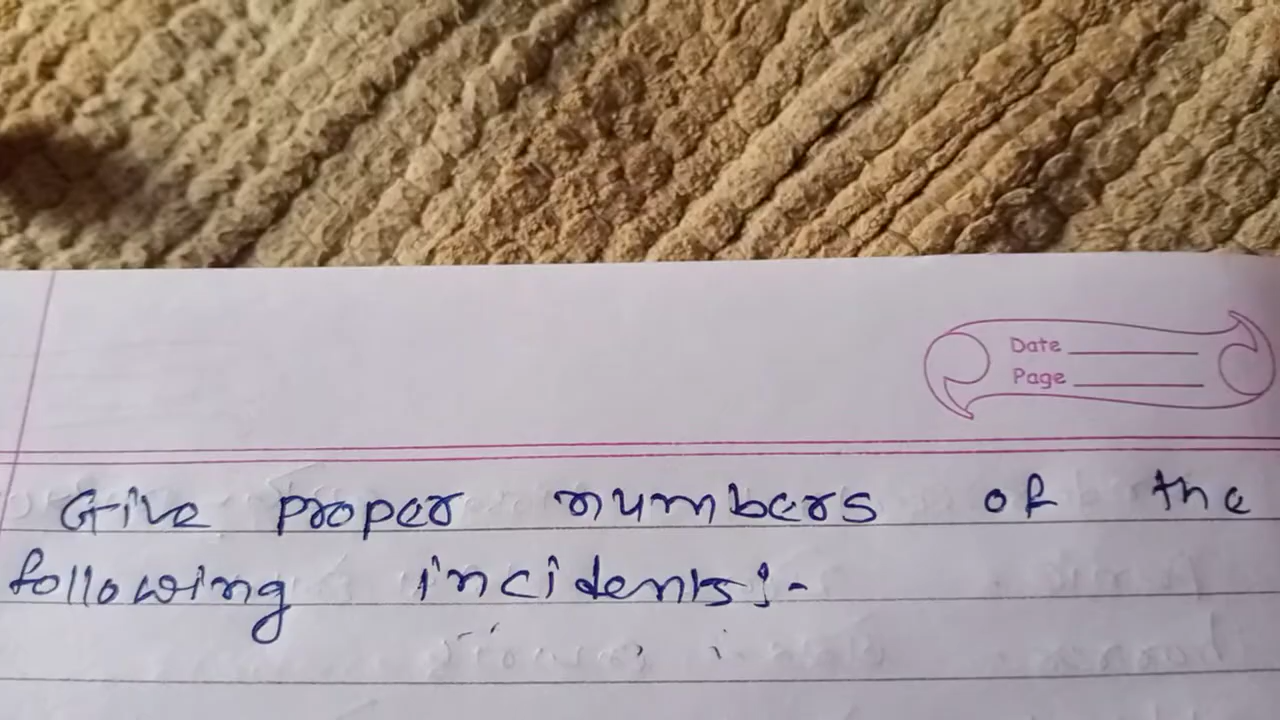 Date
Page
Give proper numbers of the
following incidents:-